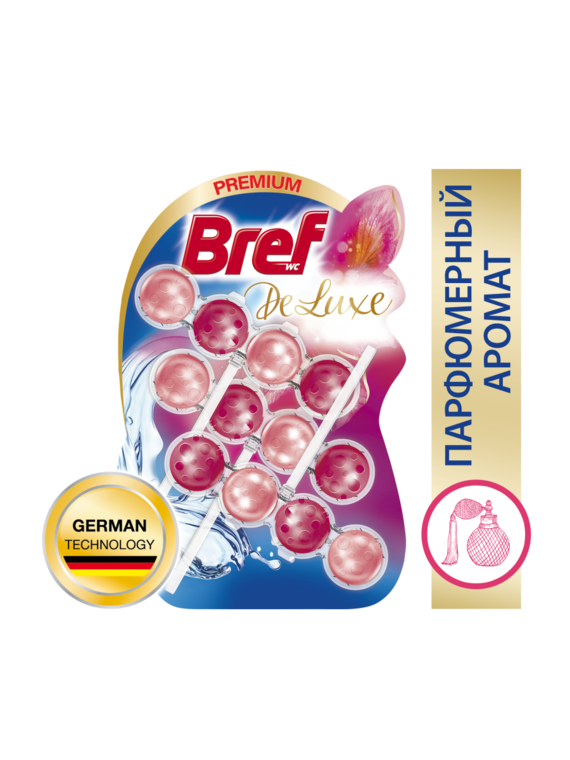 PREMIUM
Bref
WC
De Luxe
GERMAN
TECHNOLOGY
ПАРФЮМЕРНЫЙ
АРОМАТ